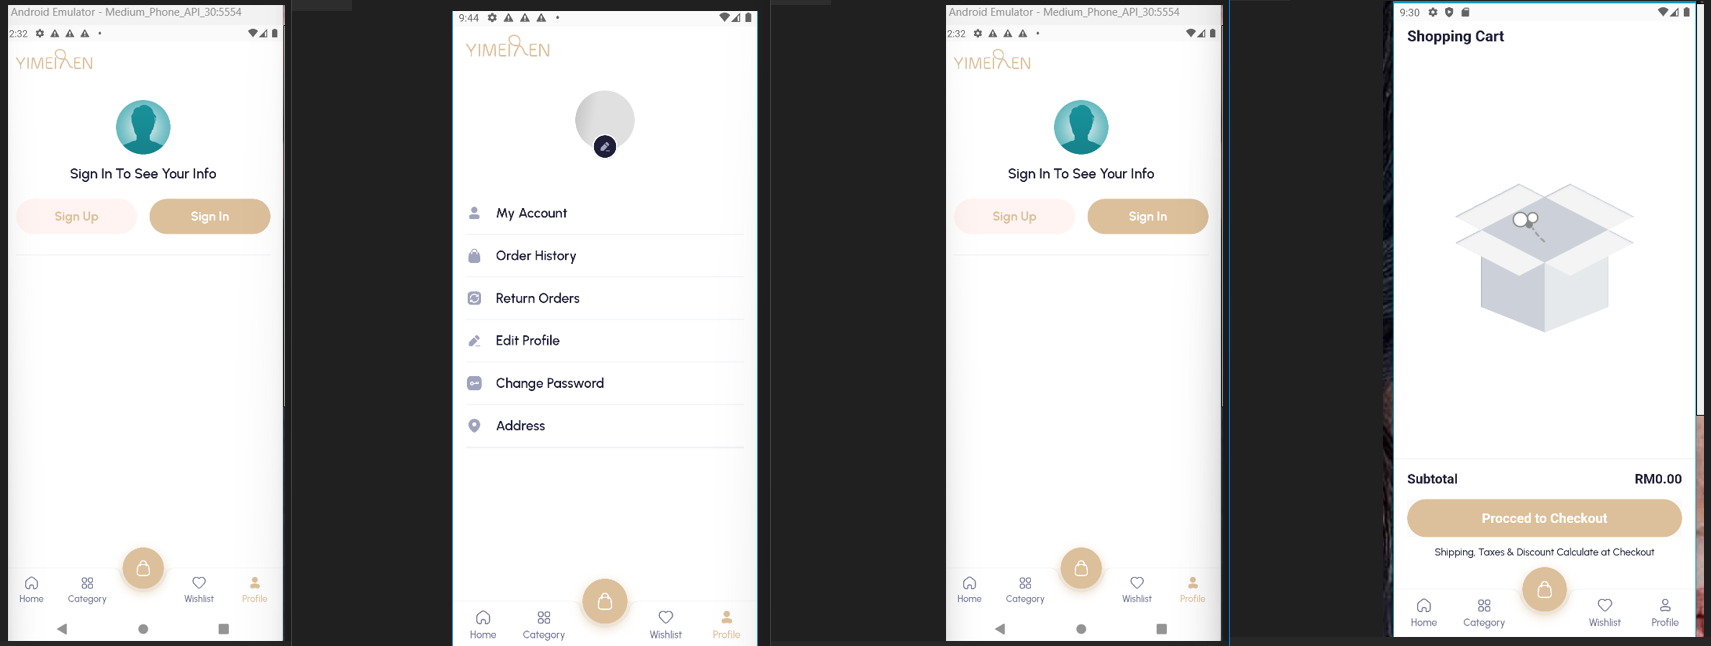 Android Emulator - Medium_Phone_API_30:5554
2:32
YIMEIREN
Sign In To See Your Info
Sign Up
Sign In
Home
Category
Wishlist
Profile
9:44
YIMEIREN
My Account
Order History
Return Orders
Edit Profile
Change Password
Address
Home
Category
Wishlist
Profile
Android Emulator - Medium_Phone_API_30:5554
2:32
YIMEIREN
Sign In To See Your Info
Sign Up
Sign In
Home
Category
Wishlist
Profile
9:30
Shopping Cart
Subtotal RM0.00
Procced to Checkout
Shipping, Taxes & Discount Calculate at Checkout
Home
Category
Wishlist
Profile